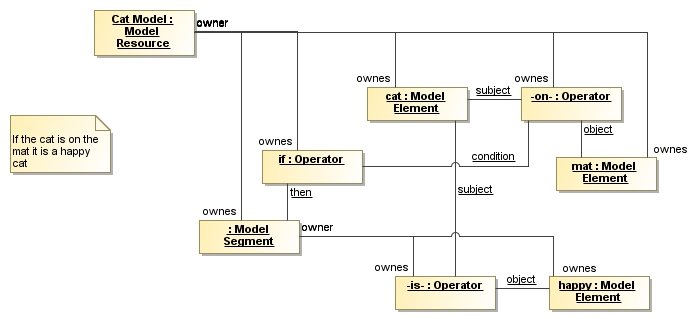 Cat Model :
Model
Resource
owner
ownes
subject
ownes
cat : Model
Element
-on- : Operator
If the cat is on the
mat it is a happy
cat
object
ownes
if : Operator
condition
ownes
mat : Model
Element
then
subject
ownes
: Model
Segment
owner
ownes
ownes
-is- : Operator
object
happy : Model
Element